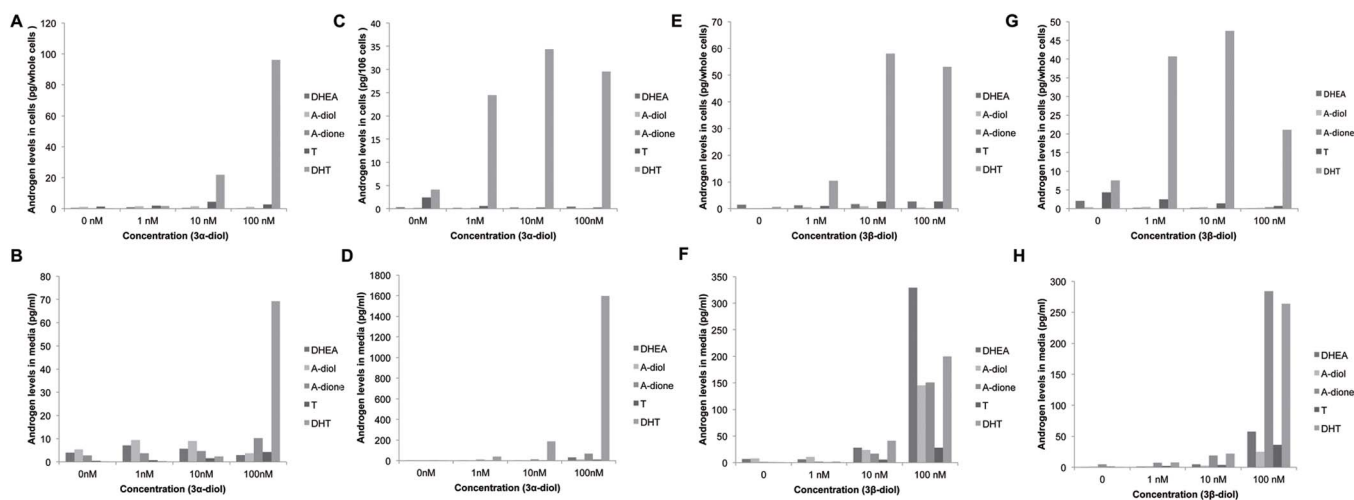 A
Androgen levels in cells (pg/whole cells )
120
100
80
60
40
20
0
0 nM
1 nM
10 nM
100 nM
Concentration (3α-diol)
DHEA
A-diol
A-dione
T
DHT
C
Androgen levels in cells (pg/106 cells )
40
35
30
25
20
15
10
5
0
0nM
1nM
10nM
100nM
Concentration (3α-diol)
DHEA
A-diol
A-dione
T
DHT
E
Androgen levels in cells (pg/whole cells)
70
60
50
40
30
20
10
0
0
1 nM
10 nM
100 nM
Concentration (3β-diol)
DHEA
A-diol
A-dione
T
DHT
G
Androgen levels in cells (pg/whole cells)
50
45
40
35
30
25
20
15
10
5
0
0
1 nM
10 nM
100 nM
Concentration (3β-diol)
DHEA
A-diol
A-dione
T
DHT
B
Androgen levels in media (pg/ml)
80
70
60
50
40
30
20
10
0
0nM
1nM
10nM
100nM
Concentration (3α-diol)
DHEA
A-diol
A-dione
T
DHT
D
Androgen levels in media (pg/ml)
1800
1600
1400
1200
1000
800
600
400
200
0
0nM
1nM
10nM
100nM
Concentration (3α-diol)
DHEA
A-diol
A-dione
T
DHT
F
Androgen levels in media (pg/ml)
350
300
250
200
150
100
50
0
0
1 nM
10 nM
100 nM
Concentration (3β-diol)
DHEA
A-diol
A-dione
T
DHT
H
Androgen levels in media (pg/ml)
300
250
200
150
100
50
0
0
1 nM
10 nM
100 nM
Concentration (3β-diol)
DHEA
A-diol
A-dione
T
DHT